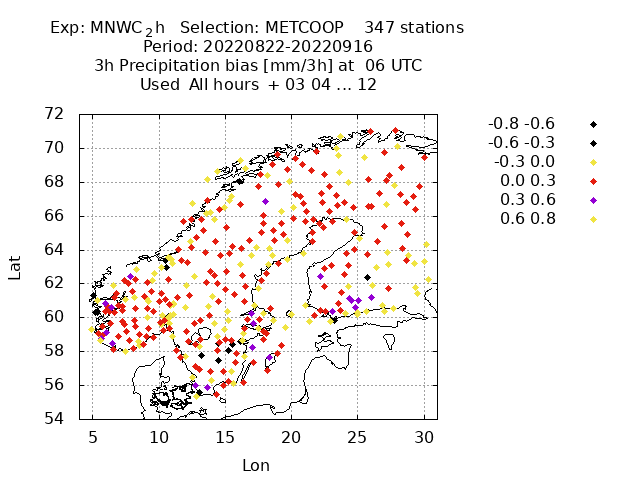 Exp: MNWC_2h   Selection: METCOOP    347 stations
Period: 20220822-20220916
3h Precipitation bias [mm/3h] at  06 UTC
Used  All hours  + 03 04 ... 12
72
70
68
66
64
62
60
58
56
54
5 10 15 20 25 30
Lat
Lon
-0.8 -0.6
-0.6 -0.3
-0.3 0.0
0.0 0.3
0.3 0.6
0.6 0.8